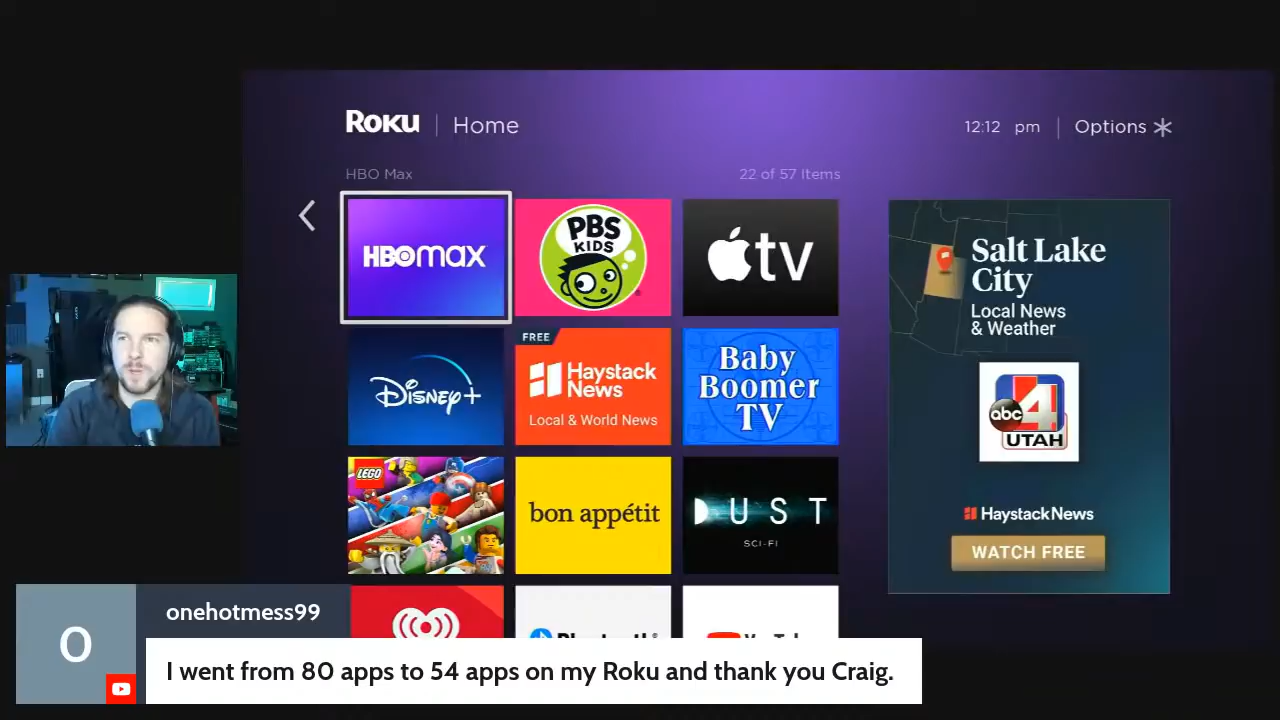 Roku | Home
12:12 pm | Options
HBO Max
22 of 57 Items
HBOmax
PBS
KIDS
tv
Salt Lake
City
Local News
& Weather
Disney+
FREE
Haystack
News
Local & World News
Baby
Boomer
TV
abc
4
UTAH
LEGO
bon appétit
DUST
SCI-FI
Haystack News
WATCH FREE
O
onehotmess99
I went from 80 apps to 54 apps on my Roku and thank you Craig.